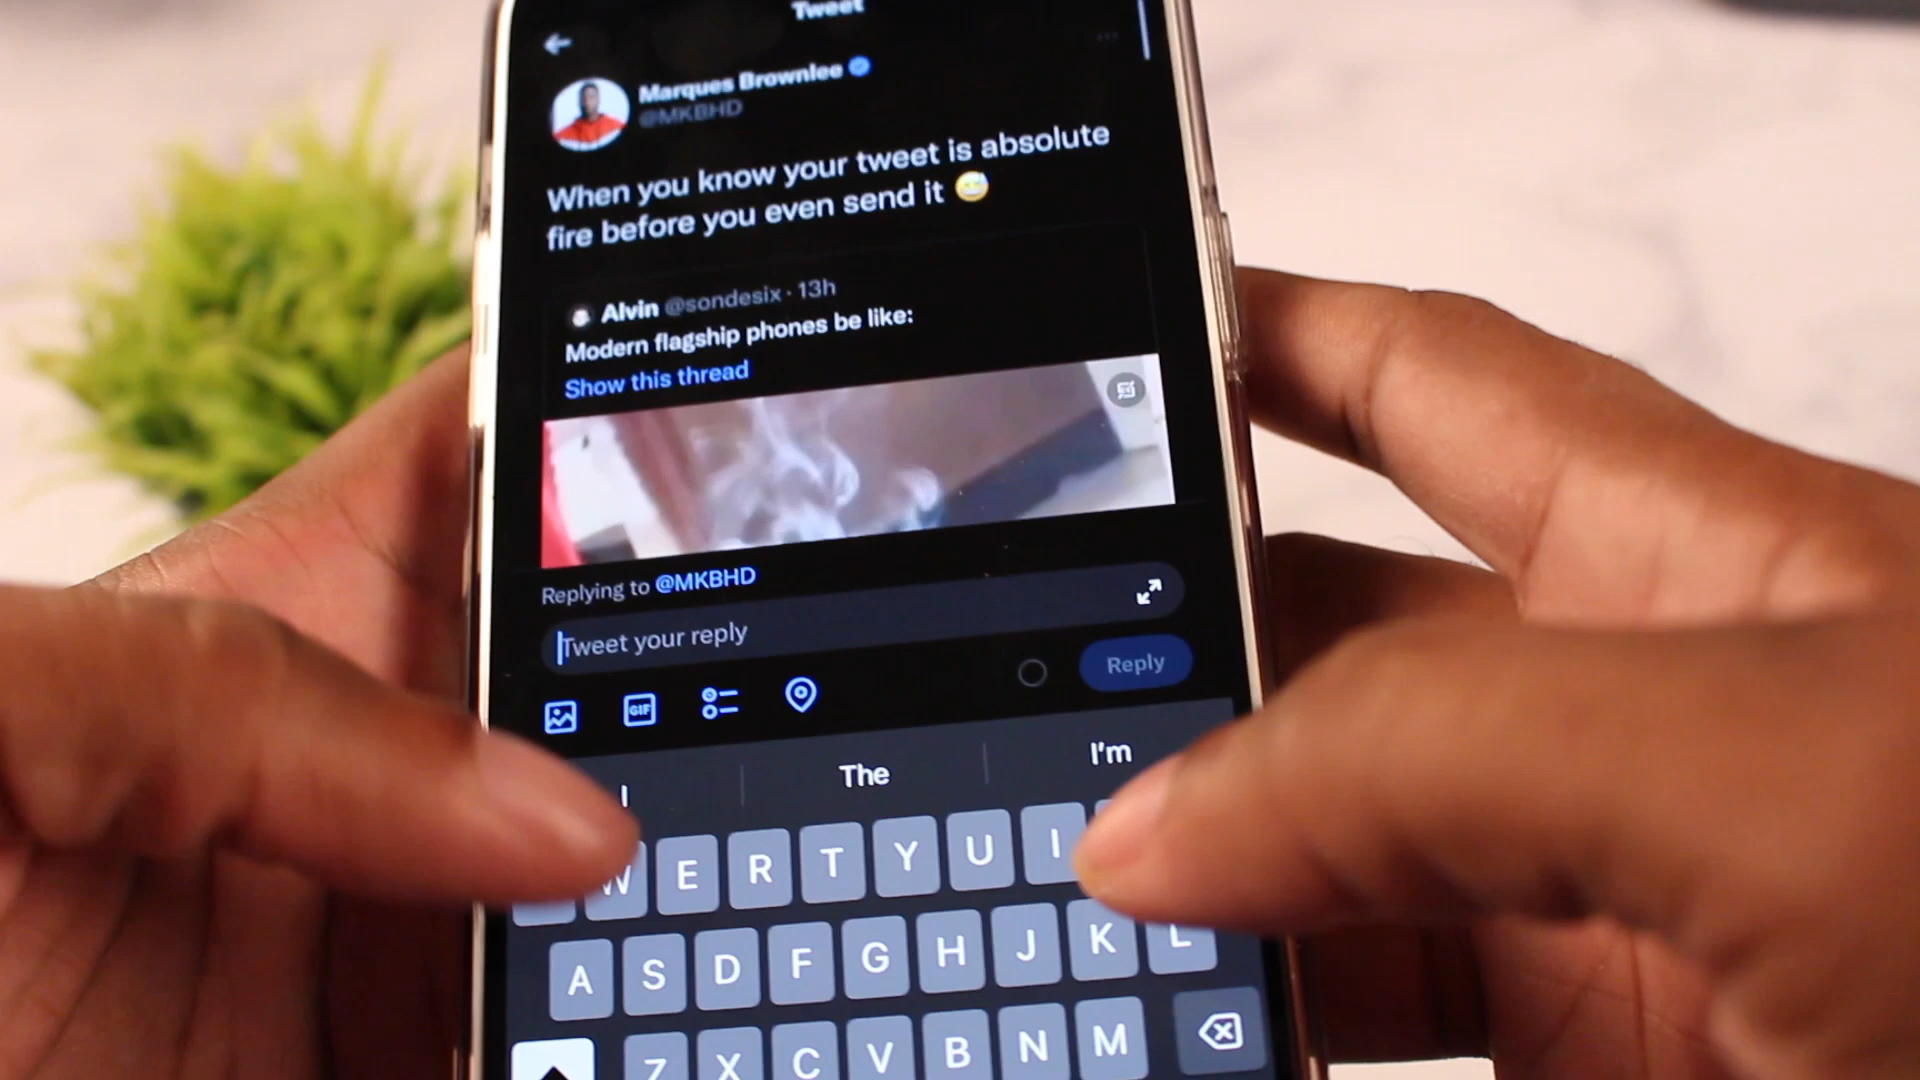 Tweet
Marques Brownlee
@MKBHD
When you know your tweet is absolute
fire before you even send it 😅
Alvin @sondesix · 13h
Modern flagship phones be like:
Show this thread
Replying to @MKBHD
Tweet your reply
GIF
Reply
I The I'm
W E R T Y U I
A S D F G H J K L
Z X C V B N M